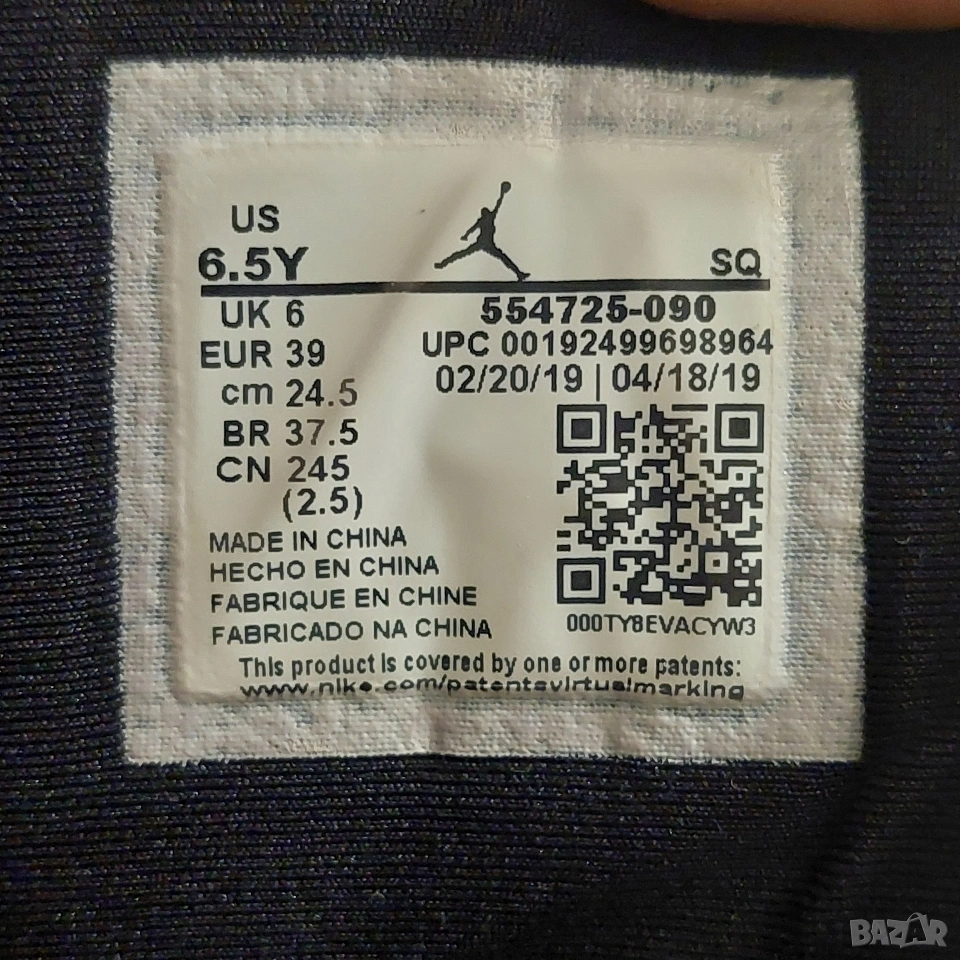 US
6.5Y
SQ
UK 6
554725-090
EUR 39
UPC 00192499698964
cm 24.5
02/20/19 | 04/18/19
BR 37.5
CN 245
(2.5)
MADE IN CHINA
HECHO EN CHINA
FABRIQUE EN CHINE
FABRICADO NA CHINA
000TY8EVACYW3
This product is covered by one or more patents:
www.nike.com/patentsvirtualmarking
BAZAR